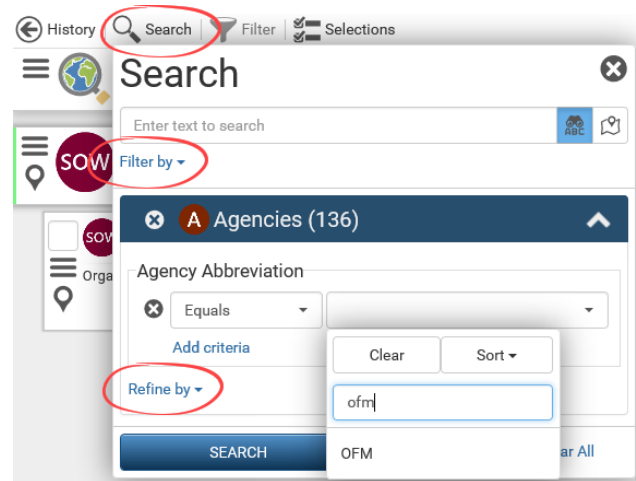 History Search Filter Selections
Search
Enter text to search
ABC
Filter by
SOW
A Agencies (136)
SOW
Orga
Agency Abbreviation
Equals
Add criteria
Clear Sort
Refine by
ofm
SEARCH OFM ar All